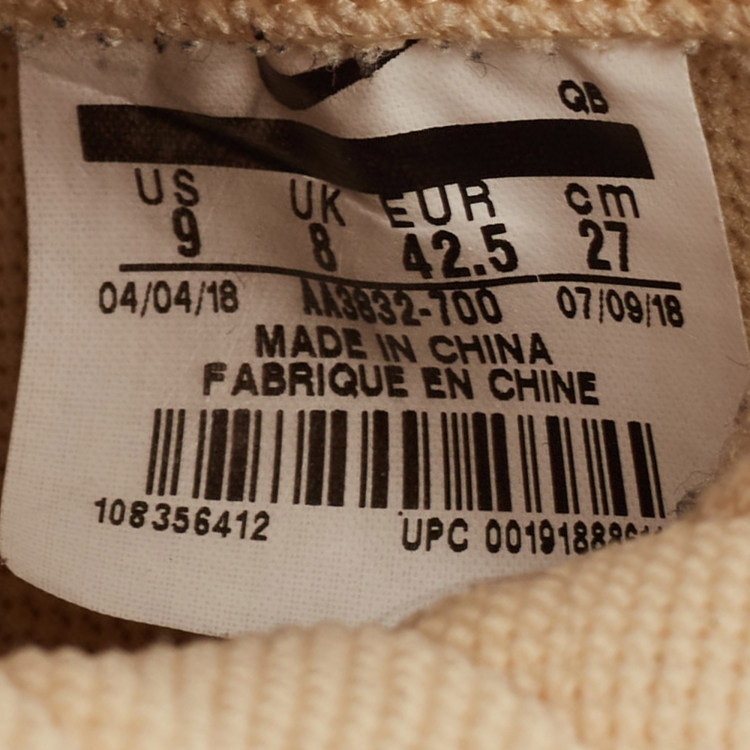 QB
US UK EUR cm
9 8 42.5 27
04/04/18 AA3832-700 07/09/18
MADE IN CHINA
FABRIQUE EN CHINE
108356412 UPC